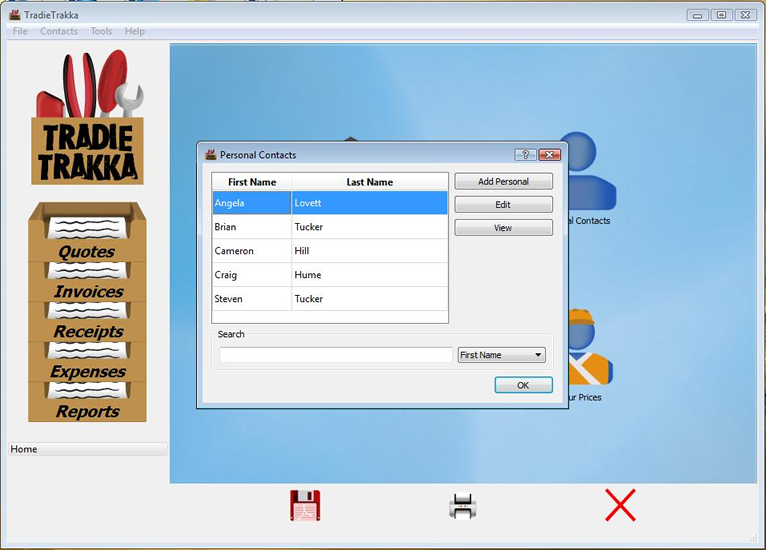 TradieTrakka
File Contacts Tools Help
TRADIE
TRAKKA
Quotes
Invoices
Receipts
Expenses
Reports
Home
Personal Contacts
First Name Last Name
Angela Lovett
Brian Tucker
Cameron Hill
Craig Hume
Steven Tucker
Add Personal
Edit
View
Search
First Name
OK
al Contacts
ur Prices